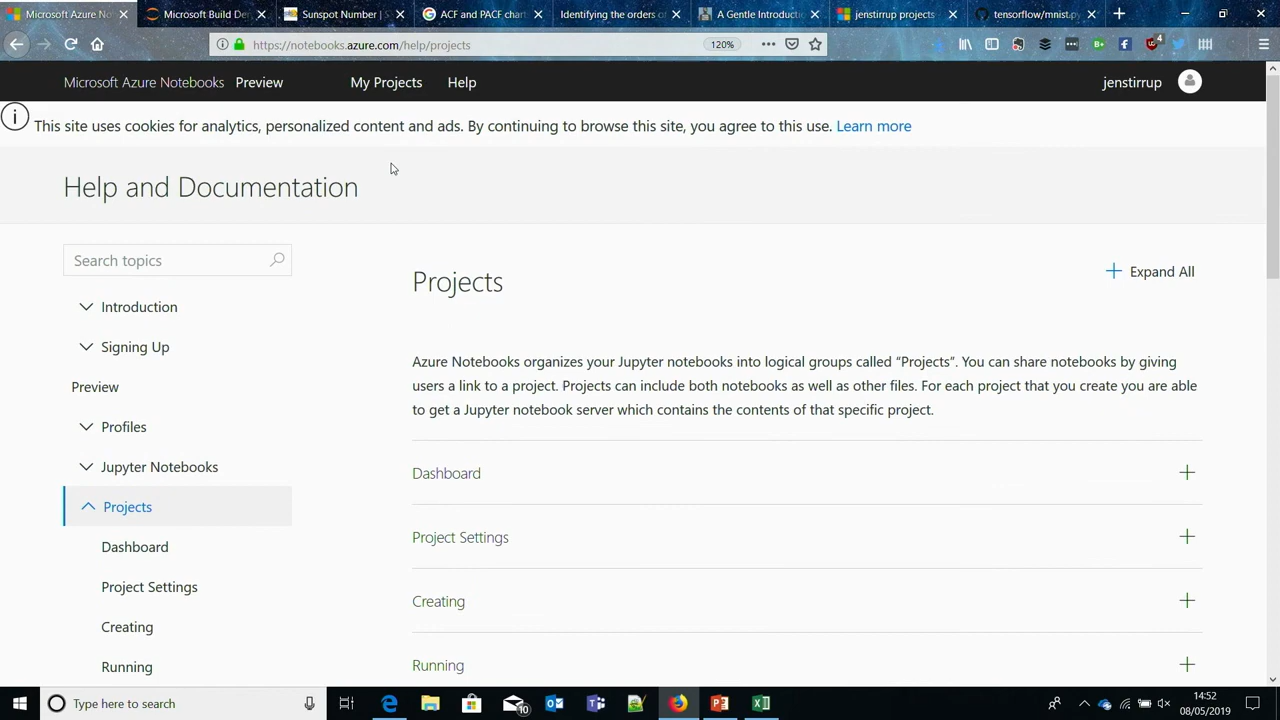 Microsoft Azure No
Microsoft Build De
Sunspot Number | S
ACF and PACF char
Identifying the orders o
A Gentle Introducti
jenstirrup projects
tensorflow/mnist.py
https://notebooks.azure.com/help/projects
120%
4
Microsoft Azure Notebooks Preview My Projects Help jenstirrup
This site uses cookies for analytics, personalized content and ads. By continuing to browse this site, you agree to this use. Learn more
Help and Documentation
Search topics
Introduction
Signing Up
Preview
Profiles
Jupyter Notebooks
Projects
Dashboard
Project Settings
Creating
Running
Projects
Expand All
Azure Notebooks organizes your Jupyter notebooks into logical groups called “Projects”. You can share notebooks by giving
users a link to a project. Projects can include both notebooks as well as other files. For each project that you create you are able
to get a Jupyter notebook server which contains the contents of that specific project.
Dashboard
Project Settings
Creating
Running
Type here to search
10
14:52
08/05/2019